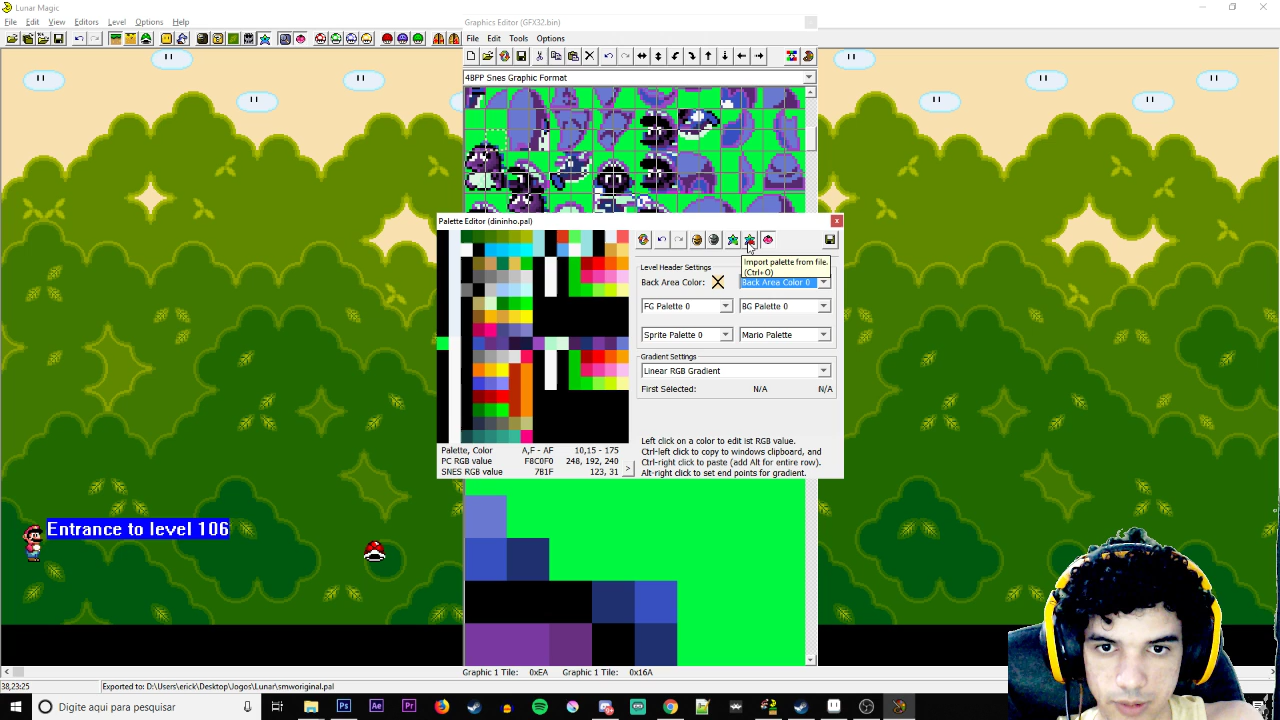 Lunar Magic
File Edit View Editors Level Options Help
Graphics Editor (GFX32.bin)
File Edit Tools Options
4BPP Snes Graphic Format
Palette Editor (dininho.pal)
Import palette from file.
(Ctrl+O)
Level Header Settings
Back Area Color:
Back Area Color 0
FG Palette 0
BG Palette 0
Sprite Palette 0
Mario Palette
Gradient Settings
Linear RGB Gradient
First Selected: N/A N/A
Left click on a color to edit ist RGB value.
Ctrl-left click to copy to windows clipboard, and
Ctrl-right click to paste (add Alt for entire row).
Alt-right click to set end points for gradient.
Palette, Color A,F - AF 10,15 - 175
PC RGB value F8C0F0 248, 192, 240
SNES RGB value 7B1F 123, 31
>
Entrance to level 106
Graphic 1 Tile: 0xEA Graphic 1 Tile: 0x16A
38,23:25 Exported to: D:\Users\erick\Desktop\Jogos\Lunar\smworiginal.pal
Digite aqui para pesquisar
Ps Ae Pr